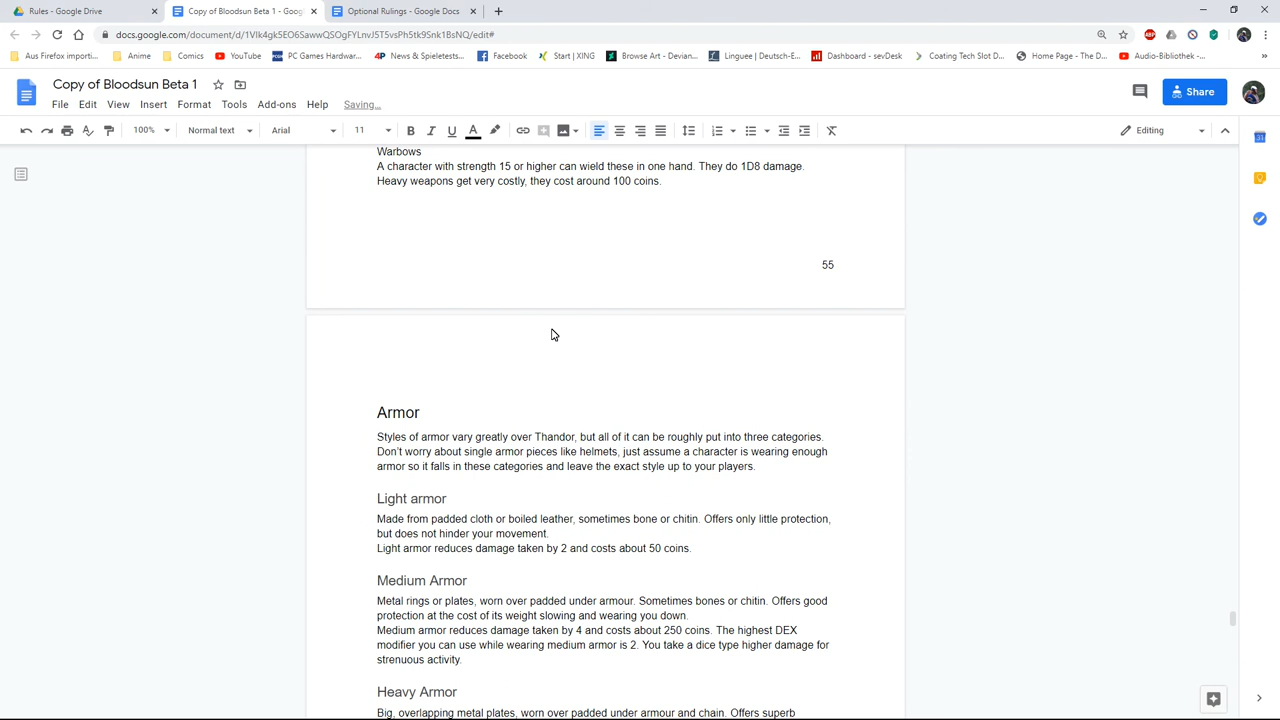 Rules - Google Drive
Copy of Bloodsun Beta 1 - Goog
Optional Rulings - Google Docs
docs.google.com/document/d/1VIk4gk5EO6SawwQSOgFYLnvJ5T5vsPh5tk9Snk1BsNQ/edit#
Aus Firefox importi... Anime Comics YouTube PC Games Hardwar... News & Spieletests... Facebook Start | XING Browse Art - Devian... Linguee | Deutsch-E... Dashboard - sevDesk Coating Tech Slot D... Home Page - The D... Audio-Bibliothek -...
Copy of Bloodsun Beta 1
File Edit View Insert Format Tools Add-ons Help Saving...
Share
100% Normal text Arial 11 B I U A Editing
Warbows
A character with strength 15 or higher can wield these in one hand. They do 1D8 damage.
Heavy weapons get very costly, they cost around 100 coins.
55
Armor
Styles of armor vary greatly over Thandor, but all of it can be roughly put into three categories.
Don't worry about single armor pieces like helmets, just assume a character is wearing enough
armor so it falls in these categories and leave the exact style up to your players.
Light armor
Made from padded cloth or boiled leather, sometimes bone or chitin. Offers only little protection,
but does not hinder your movement.
Light armor reduces damage taken by 2 and costs about 50 coins.
Medium Armor
Metal rings or plates, worn over padded under armour. Sometimes bones or chitin. Offers good
protection at the cost of its weight slowing and wearing you down.
Medium armor reduces damage taken by 4 and costs about 250 coins. The highest DEX
modifier you can use while wearing medium armor is 2. You take a dice type higher damage for
strenuous activity.
Heavy Armor
Big, overlapping metal plates, worn over padded under armour and chain. Offers superb